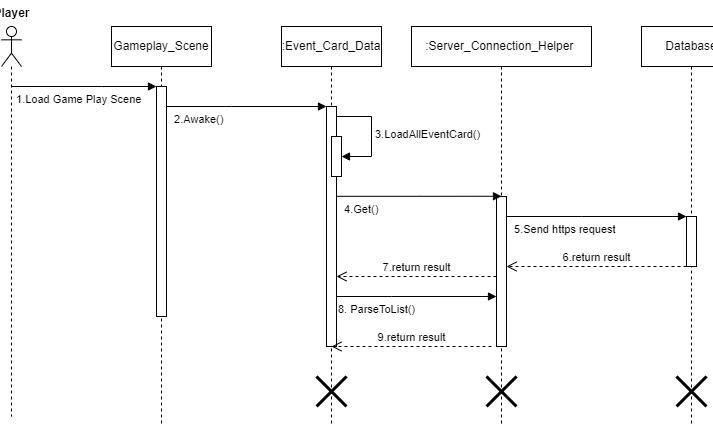 Player
Gameplay_Scene
:Event_Card_Data
:Server_Connection_Helper
Database
1.Load Game Play Scene
2.Awake()
3.LoadAllEventCard()
4.Get()
5.Send https request
6.return result
7.return result
8. ParseToList()
9.return result